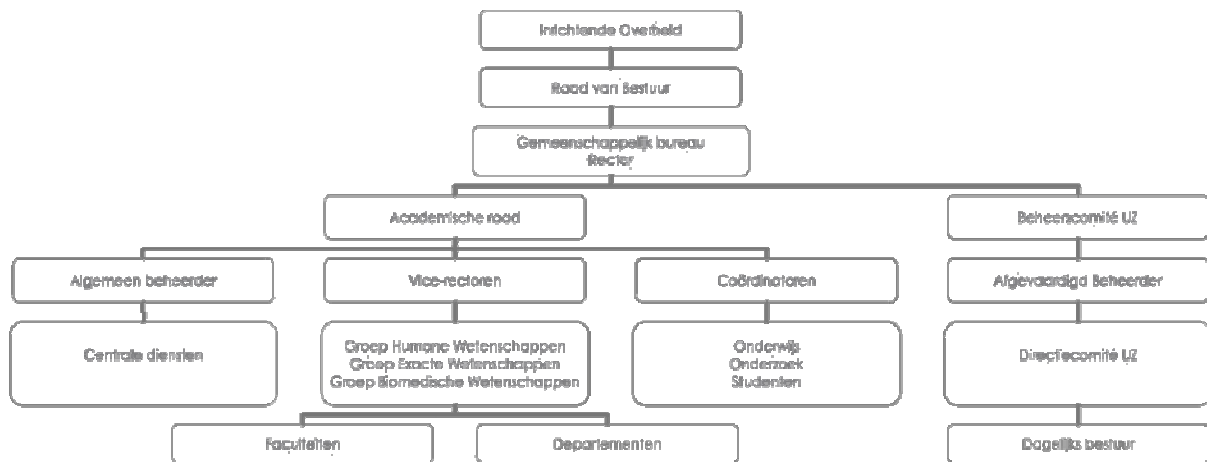 Inrichtende Overheid
Raad van Bestuur
Gemeenschappelijk bureau
Rector
Academische raad
Beheerscomité UZ
Algemeen beheerder
Vice-rectoren
Coördinatoren
Afgevaardigd Beheerder
Centrale diensten
Groep Humane Wetenschappen
Groep Exacte Wetenschappen
Groep Biomedische Wetenschappen
Onderwijs
Onderzoek
Studenten
Directiecomité UZ
Faculteiten
Departementen
Dagelijks bestuur